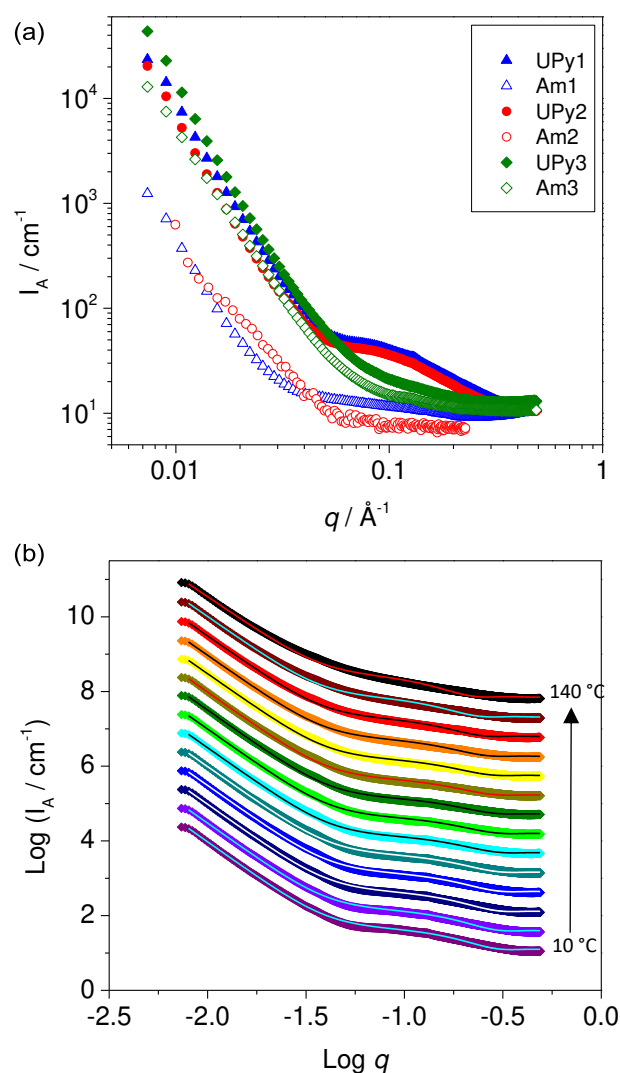 (a)
10⁴
10³
10²
10¹
I_A / cm⁻¹
UPy1
Am1
UPy2
Am2
UPy3
Am3
0.01 0.1 1
q / Å⁻¹
(b)
10
8
6
4
2
0
Log (I_A / cm⁻¹)
140 °C
10 °C
-2.5 -2.0 -1.5 -1.0 -0.5 0.0
Log q